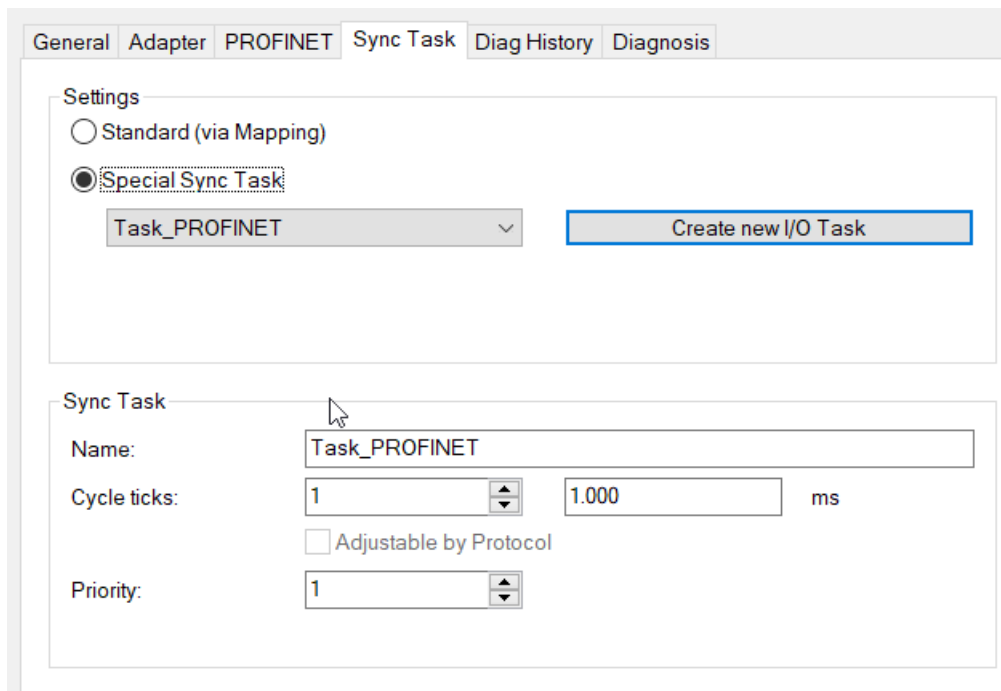 General Adapter PROFINET Sync Task Diag History Diagnosis
Settings
Standard (via Mapping)
Special Sync Task
Task_PROFINET Create new I/O Task
Sync Task
Name: Task_PROFINET
Cycle ticks: 1 1.000 ms
Adjustable by Protocol
Priority: 1